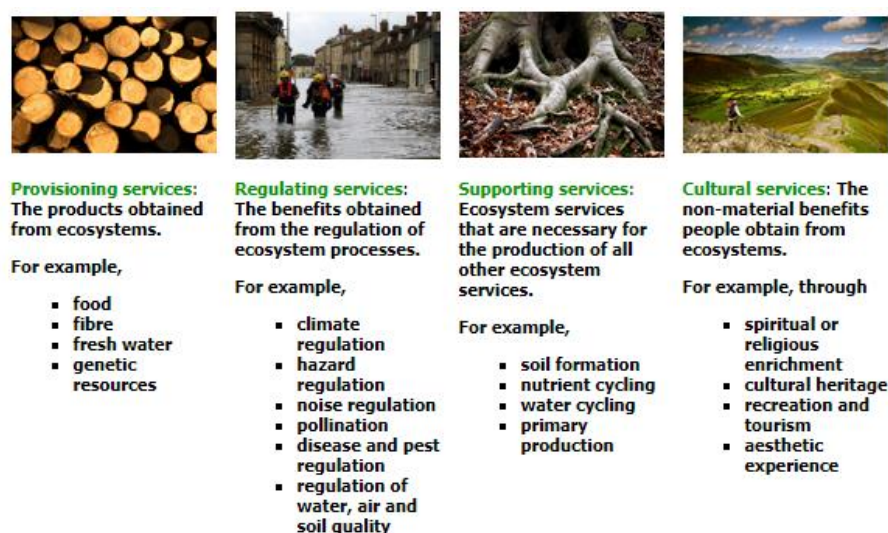 Provisioning services:
The products obtained
from ecosystems.
For example,
▪ food
▪ fibre
▪ fresh water
▪ genetic
resources
Regulating services:
The benefits obtained
from the regulation of
ecosystem processes.
For example,
▪ climate
regulation
▪ hazard
regulation
▪ noise regulation
▪ pollination
▪ disease and pest
regulation
▪ regulation of
water, air and
soil quality
Supporting services:
Ecosystem services
that are necessary for
the production of all
other ecosystem
services.
For example,
▪ soil formation
▪ nutrient cycling
▪ water cycling
▪ primary
production
Cultural services: The
non-material benefits
people obtain from
ecosystems.
For example, through
▪ spiritual or
religious
enrichment
▪ cultural heritage
▪ recreation and
tourism
▪ aesthetic
experience